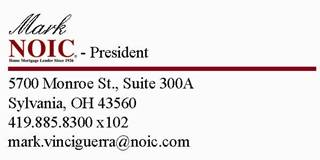 Mark
NOIC® - President
Home Mortgage Lender Since 1926
5700 Monroe St., Suite 300A
Sylvania, OH 43560
419.885.8300 x102
mark.vinciguerra@noic.com